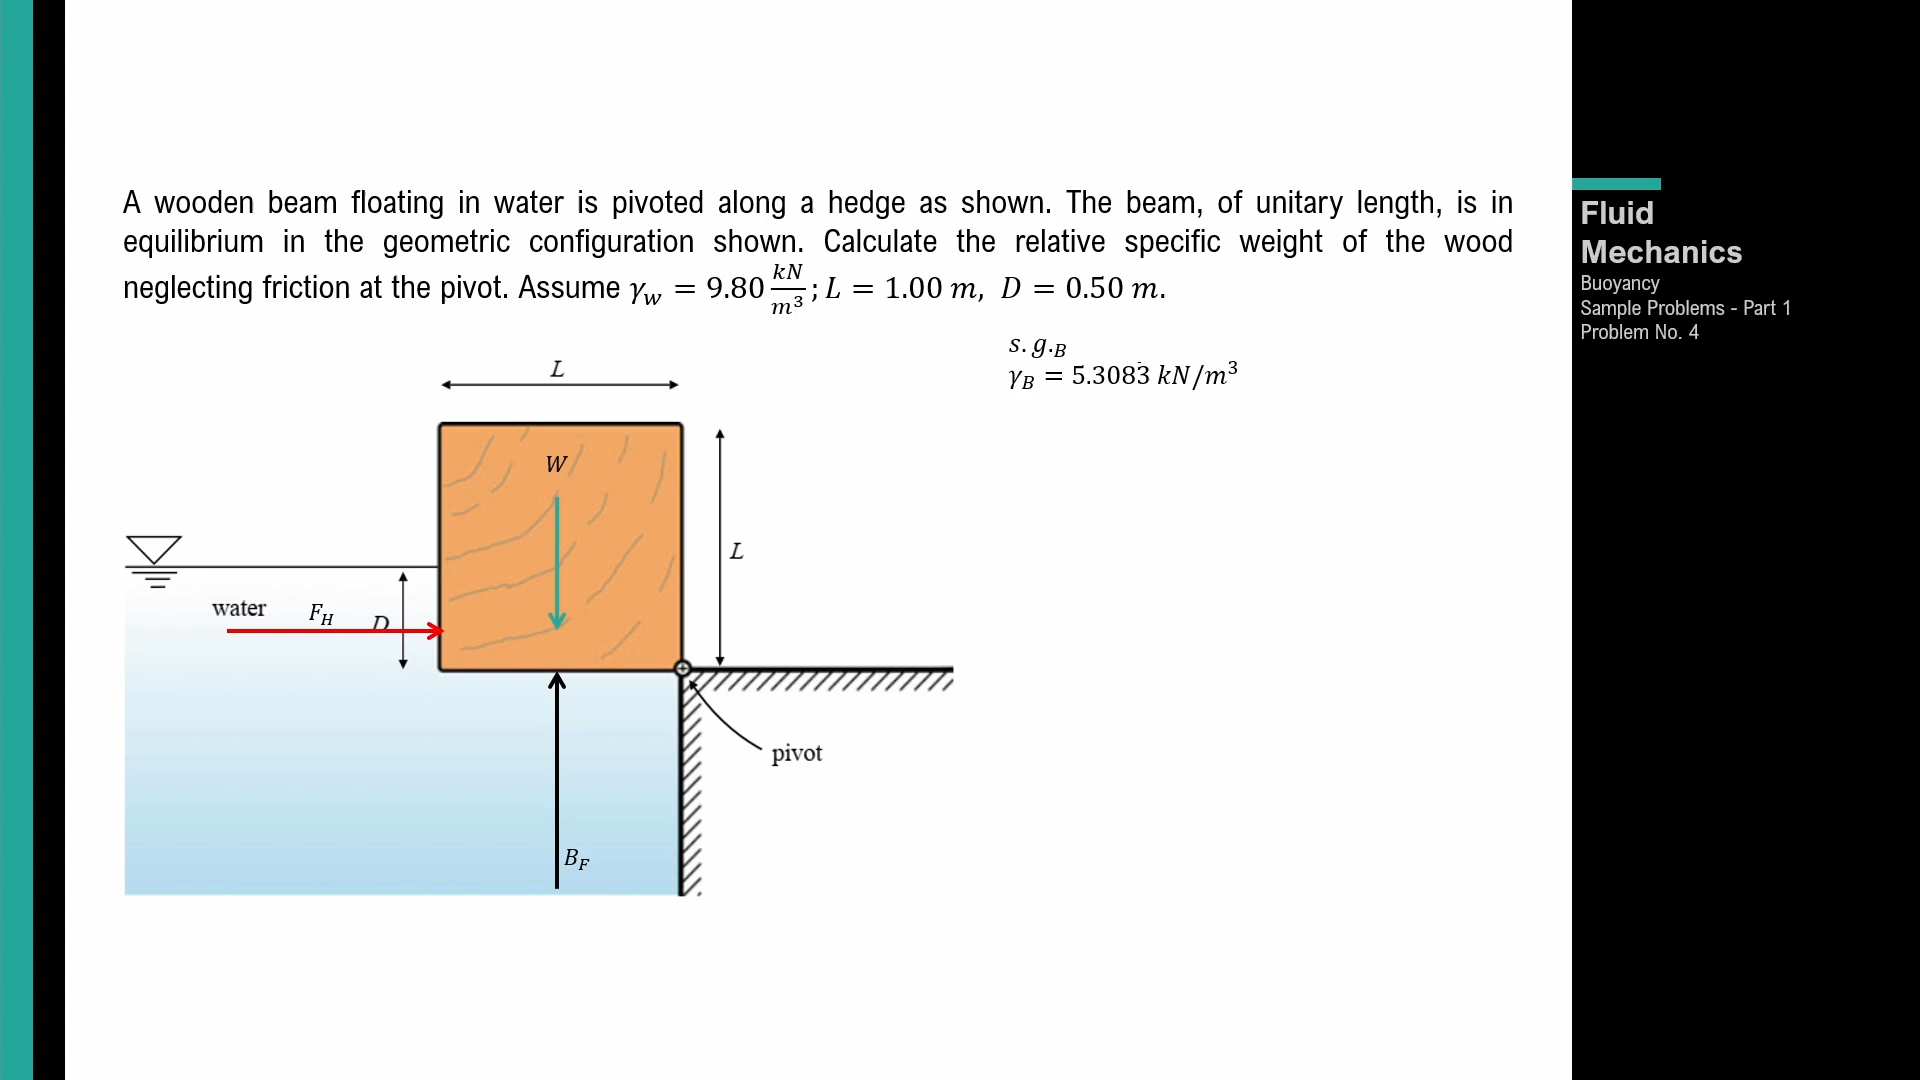 A wooden beam floating in water is pivoted along a hedge as shown. The beam, of unitary length, is in
equilibrium in the geometric configuration shown. Calculate the relative specific weight of the wood
neglecting friction at the pivot. Assume γ_w = 9.80 kN/m³; L = 1.00 m, D = 0.50 m.
s.g._B
γ_B = 5.3083 kN/m³
L
W
L
water
F_H
D
pivot
B_F
Fluid
Mechanics
Buoyancy
Sample Problems - Part 1
Problem No. 4